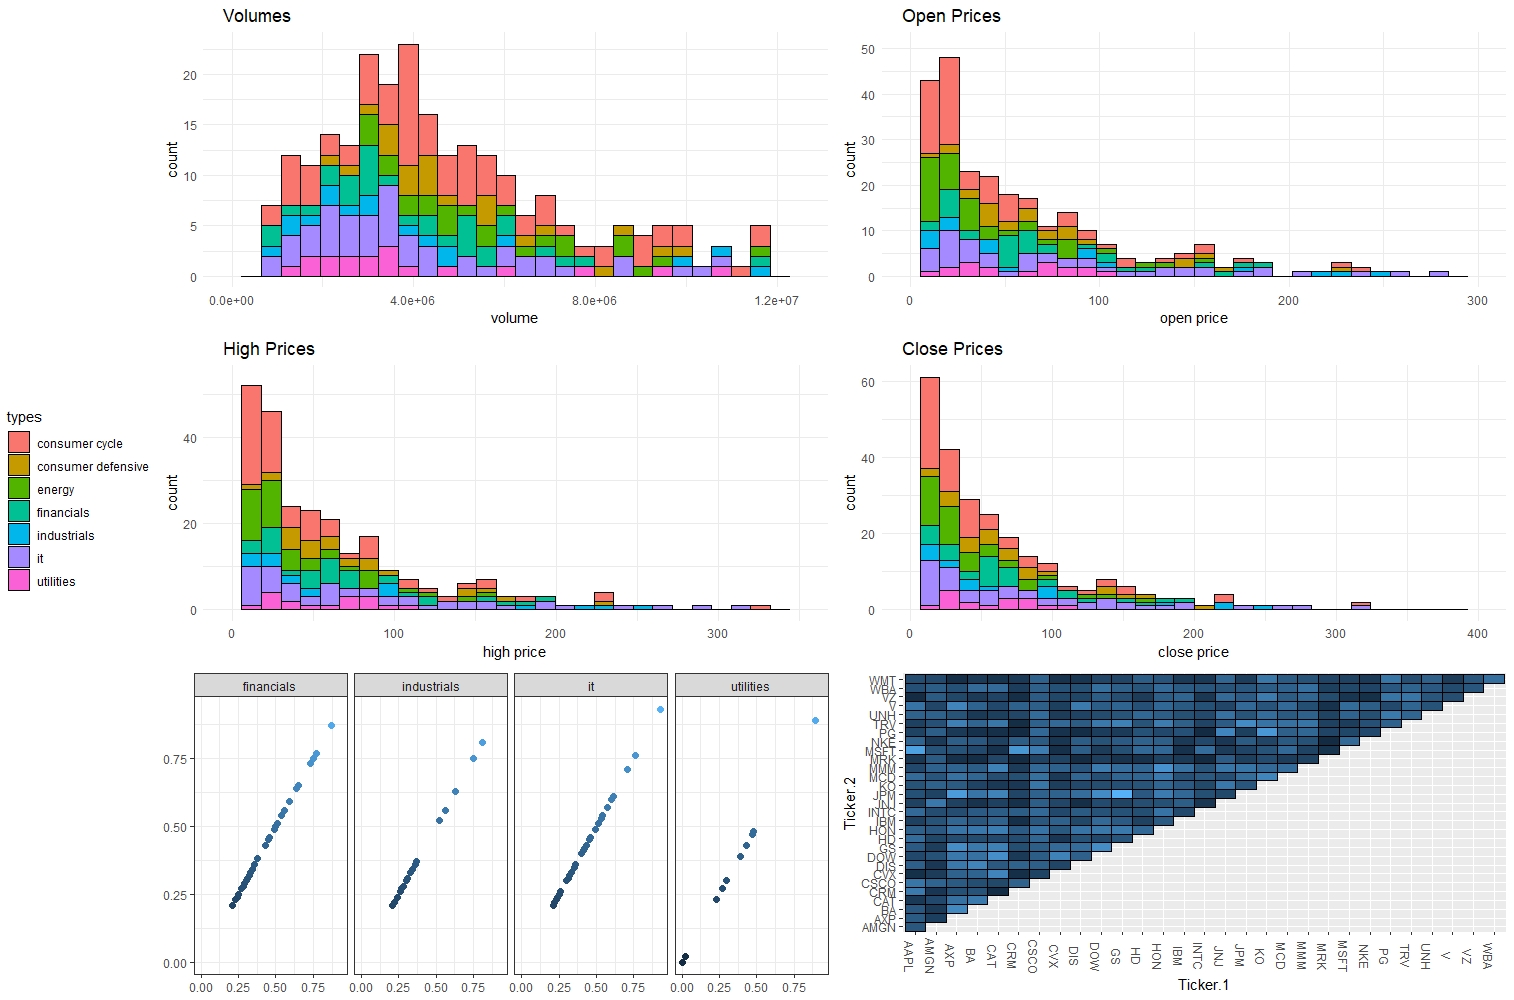 Volumes
20
15
10
5
0
count
0.0e+00 4.0e+06 8.0e+06 1.2e+07
volume
Open Prices
50
40
30
20
10
0
count
0 100 200 300
open price
types
consumer cycle
consumer defensive
energy
financials
industrials
it
utilities
High Prices
40
20
0
count
0 100 200 300
high price
Close Prices
60
40
20
0
count
0 100 200 300 400
close price
financials industrials it utilities
0.75
0.50
0.25
0.00
0.00 0.25 0.50 0.75 0.00 0.25 0.50 0.75 0.00 0.25 0.50 0.75 0.00 0.25 0.50 0.75
WMT
WBA
VZ
V
UNH
TRV
PG
NKE
MSFT
MRK
MMM
MCD
KO
JPM
JNJ
INTC
IBM
HON
HD
GS
DOW
DIS
CVX
CSCO
CRM
CAT
BA
AXP
AMGN
Ticker.2
AAPL AMGN AXP BA CAT CRM CSCO CVX DIS DOW GS HD HON IBM INTC JNJ JPM KO MCD MMM MRK MSFT NKE PG TRV UNH V VZ WBA
Ticker.1